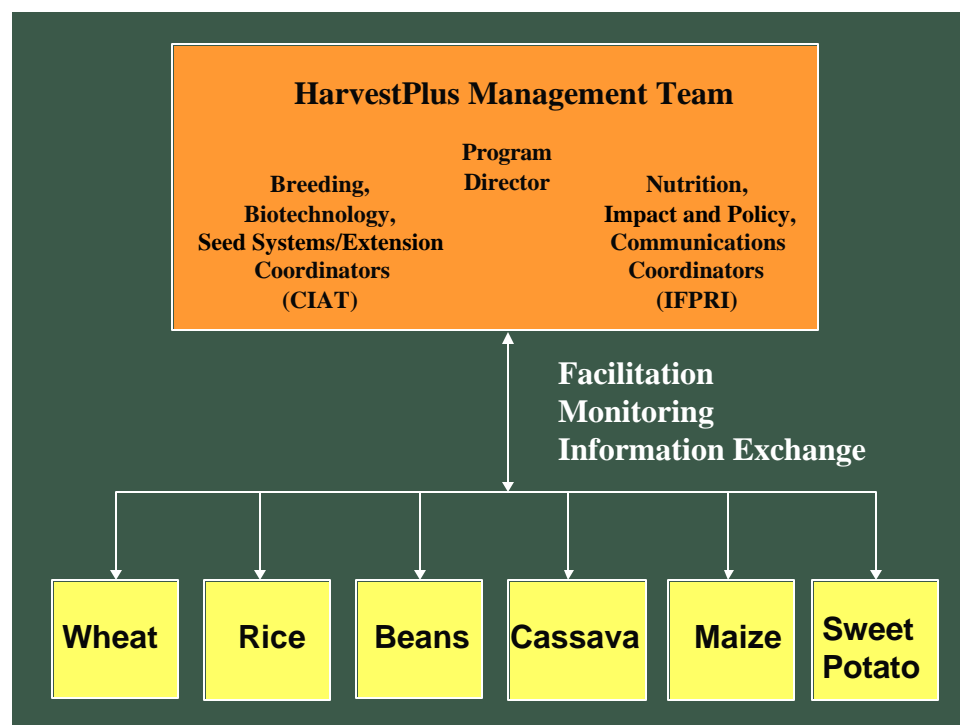 HarvestPlus Management Team
Program
Director
Breeding,
Biotechnology,
Seed Systems/Extension
Coordinators
(CIAT)
Nutrition,
Impact and Policy,
Communications
Coordinators
(IFPRI)
Facilitation
Monitoring
Information Exchange
Wheat
Rice
Beans
Cassava
Maize
Sweet
Potato